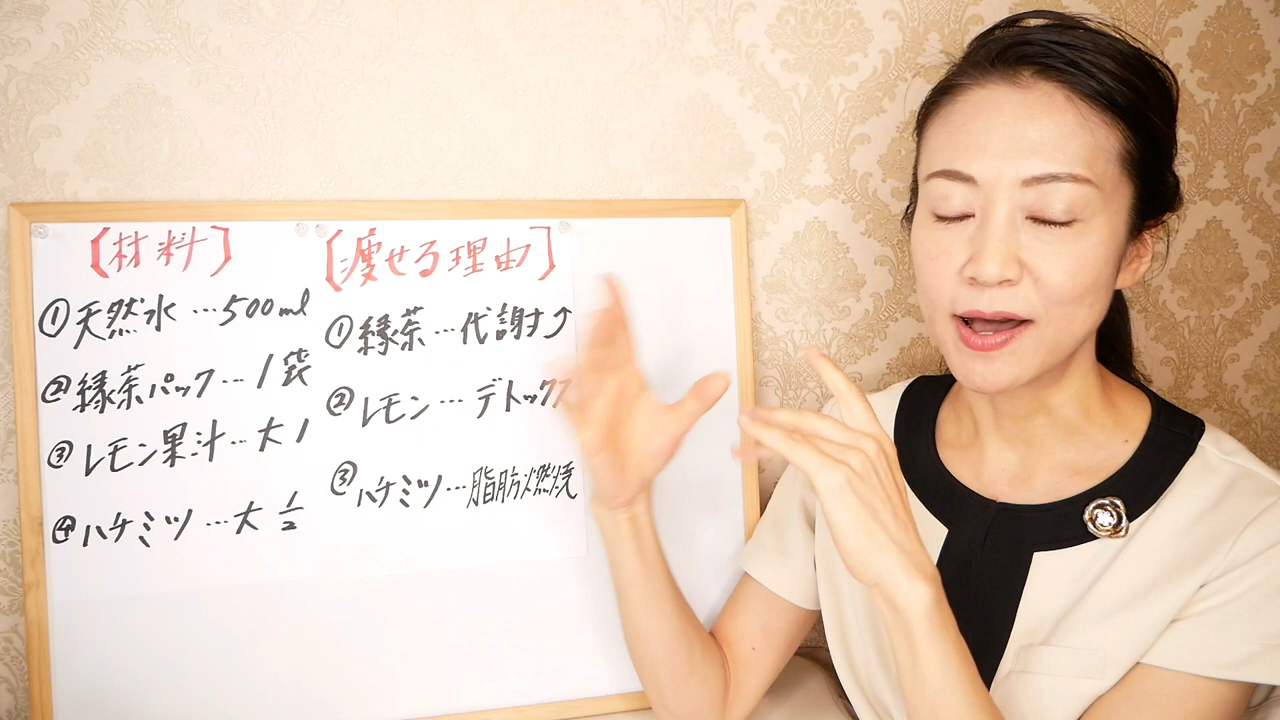 【材料】
①天然水…500ml
②緑茶パック…1袋
③レモン果汁…大1
④ハチミツ…大1/2
【痩せる理由】
①緑茶…代謝↑
②レモン…デトックス
③ハチミツ…脂肪燃焼